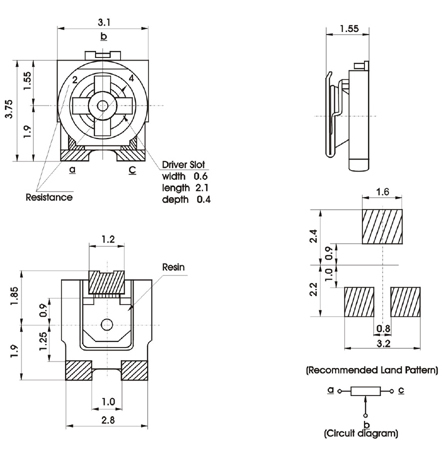 3.1
b
1.55
3.75
1.55
1.9
2
4
Driver Slot
width 0.6
length 2.1
depth 0.4
a
c
Resistance
1.6
2.4
0.9
1.0
2.2
0.8
3.2
1.2
Resin
1.85
0.9
1.25
1.9
1.0
2.8
(Recommended Land Pattern)
a
c
b
(Circuit diagram)